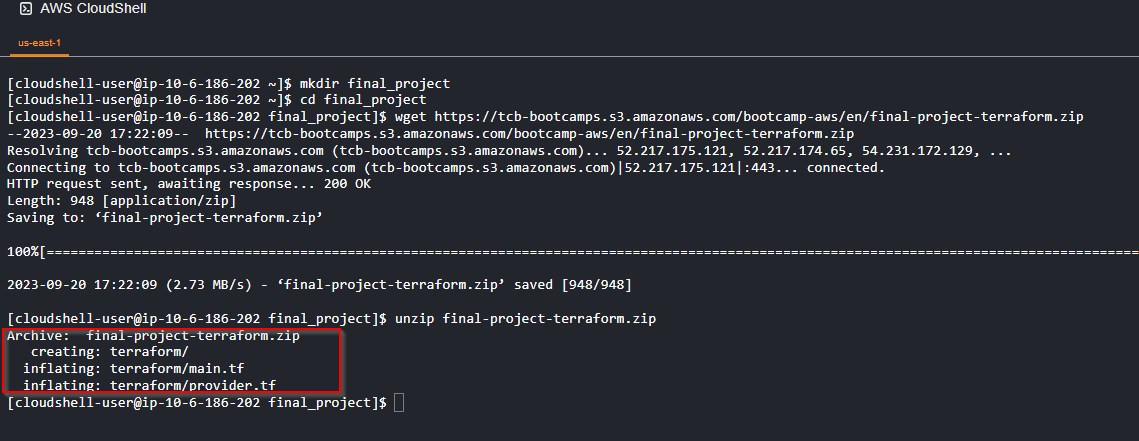 AWS CloudShell
us-east-1
[cloudshell-user@ip-10-6-186-202 ~]$ mkdir final_project
[cloudshell-user@ip-10-6-186-202 ~]$ cd final_project
[cloudshell-user@ip-10-6-186-202 final_project]$ wget https://tcb-bootcamps.s3.amazonaws.com/bootcamp-aws/en/final-project-terraform.zip
--2023-09-20 17:22:09--  https://tcb-bootcamps.s3.amazonaws.com/bootcamp-aws/en/final-project-terraform.zip
Resolving tcb-bootcamps.s3.amazonaws.com (tcb-bootcamps.s3.amazonaws.com)... 52.217.175.121, 52.217.174.65, 54.231.172.129, ...
Connecting to tcb-bootcamps.s3.amazonaws.com (tcb-bootcamps.s3.amazonaws.com)|52.217.175.121|:443... connected.
HTTP request sent, awaiting response... 200 OK
Length: 948 [application/zip]
Saving to: ‘final-project-terraform.zip’
100%[=========================================================================================================================================
2023-09-20 17:22:09 (2.73 MB/s) - ‘final-project-terraform.zip’ saved [948/948]
[cloudshell-user@ip-10-6-186-202 final_project]$ unzip final-project-terraform.zip
Archive:  final-project-terraform.zip
   creating: terraform/
  inflating: terraform/main.tf
  inflating: terraform/provider.tf
[cloudshell-user@ip-10-6-186-202 final_project]$